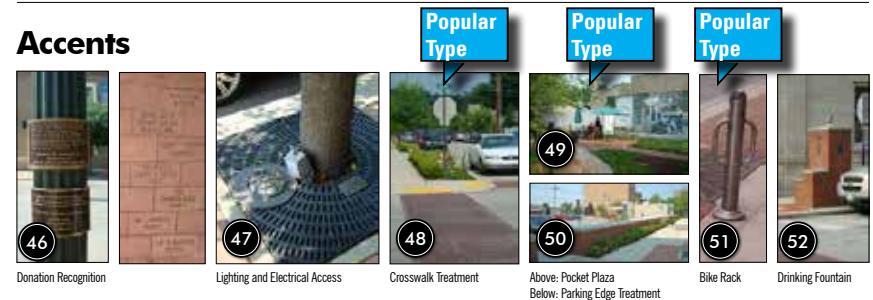 Popular
Type
Popular
Type
Popular
Type
Accents
46
47
48
49
50
51
52
Donation Recognition
Lighting and Electrical Access
Crosswalk Treatment
Above: Pocket Plaza
Below: Parking Edge Treatment
Bike Rack
Drinking Fountain